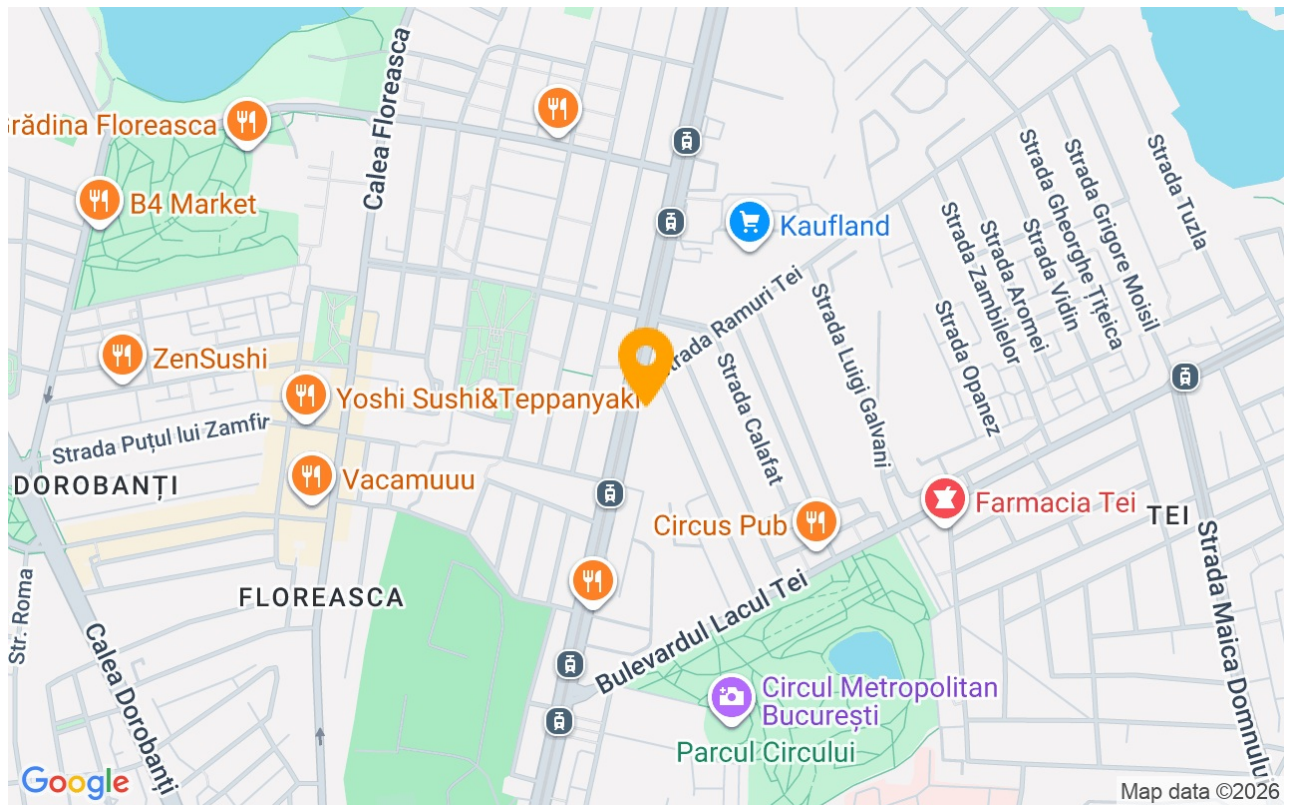 Calea Floreasca
Grădina Floreasca
B4 Market
Kaufland
Strada Tuzla
Strada Grigore Moisil
Strada Gheorghe Țițeica
Strada Vidin
Strada Aromei
Strada Zambilelor
Strada Opanez
Strada Luigi Galvani
Strada Ramuri Tei
Strada Calafat
ZenSushi
Yoshi Sushi&Teppanyaki
Strada Puțul lui Zamfir
DOROBANȚI
Vacamuuu
Circus Pub
Farmacia Tei
TEI
Strada Maica Domnului
FLOREASCA
Str. Roma
Calea Dorobanți
Bulevardul Lacul Tei
Circul Metropolitan
București
Parcul Circului
Google
Map data ©2026